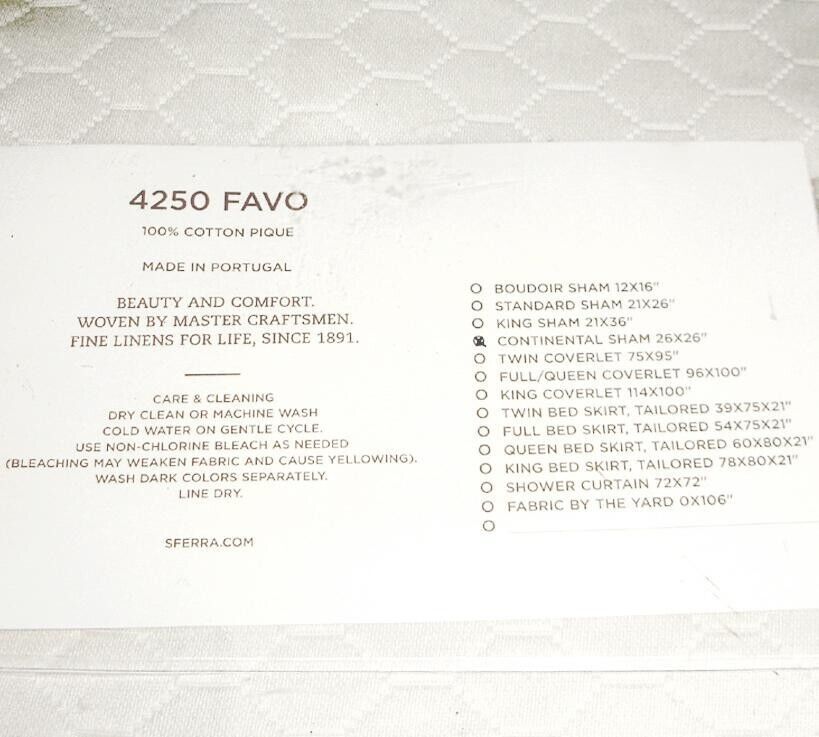 4250 FAVO
100% COTTON PIQUE
MADE IN PORTUGAL
BEAUTY AND COMFORT.
WOVEN BY MASTER CRAFTSMEN.
FINE LINENS FOR LIFE, SINCE 1891.
CARE & CLEANING
DRY CLEAN OR MACHINE WASH
COLD WATER ON GENTLE CYCLE.
USE NON-CHLORINE BLEACH AS NEEDED
(BLEACHING MAY WEAKEN FABRIC AND CAUSE YELLOWING).
WASH DARK COLORS SEPARATELY.
LINE DRY.
SFERRA.COM
BOUDOIR SHAM 12X16"
STANDARD SHAM 21X26"
KING SHAM 21X36"
CONTINENTAL SHAM 26X26"
TWIN COVERLET 75X95"
FULL/QUEEN COVERLET 96X100"
KING COVERLET 114X100"
TWIN BED SKIRT, TAILORED 39X75X21"
FULL BED SKIRT, TAILORED 54X75X21"
QUEEN BED SKIRT, TAILORED 60X80X21"
KING BED SKIRT, TAILORED 78X80X21"
SHOWER CURTAIN 72X72"
FABRIC BY THE YARD 0X106"